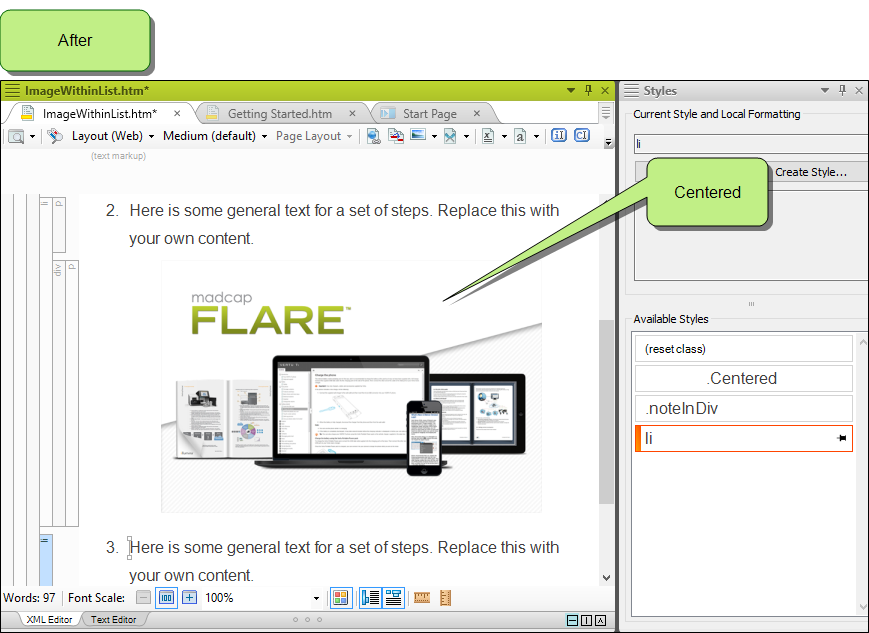 After
ImageWithinList.htm*
Styles
ImageWithinList.htm*
Getting Started.htm
Start Page
Current Style and Local Formatting
Layout (Web)
Medium (default)
Page Layout
li
(text markup)
Create Style...
Centered
2. Here is some general text for a set of steps. Replace this with
your own content.
li
p
div
p
madcap
FLARE™
Available Styles
(reset class)
.Centered
.noteInDiv
li
li
3. Here is some general text for a set of steps. Replace this with
your own content.
Words: 97
Font Scale:
100
100%
XML Editor
Text Editor